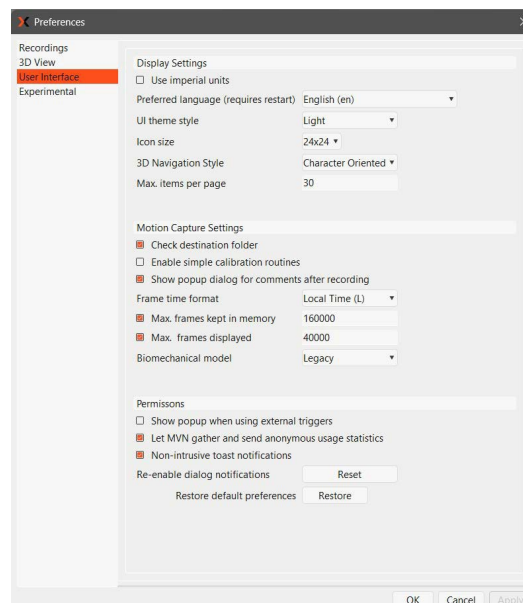 Preferences
Recordings
3D View
User Interface
Experimental
Display Settings
Use imperial units
Preferred language (requires restart) English (en)
UI theme style Light
Icon size 24x24
3D Navigation Style Character Oriented
Max. items per page 30
Motion Capture Settings
Check destination folder
Enable simple calibration routines
Show popup dialog for comments after recording
Frame time format Local Time (L)
Max. frames kept in memory 160000
Max. frames displayed 40000
Biomechanical model Legacy
Permissons
Show popup when using external triggers
Let MVN gather and send anonymous usage statistics
Non-intrusive toast notifications
Re-enable dialog notifications Reset
Restore default preferences Restore
OK Cancel Apply